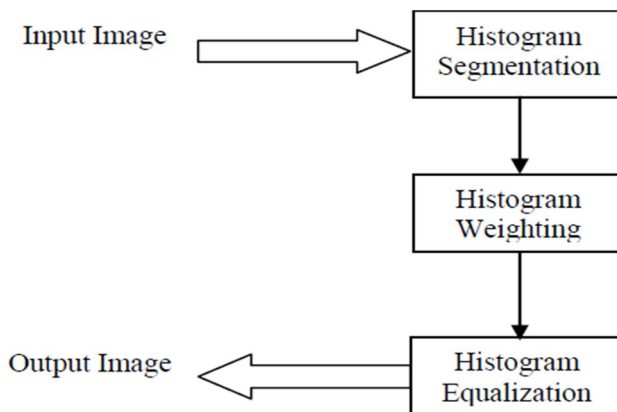 Input Image
Histogram
Segmentation
Histogram
Weighting
Output Image
Histogram
Equalization